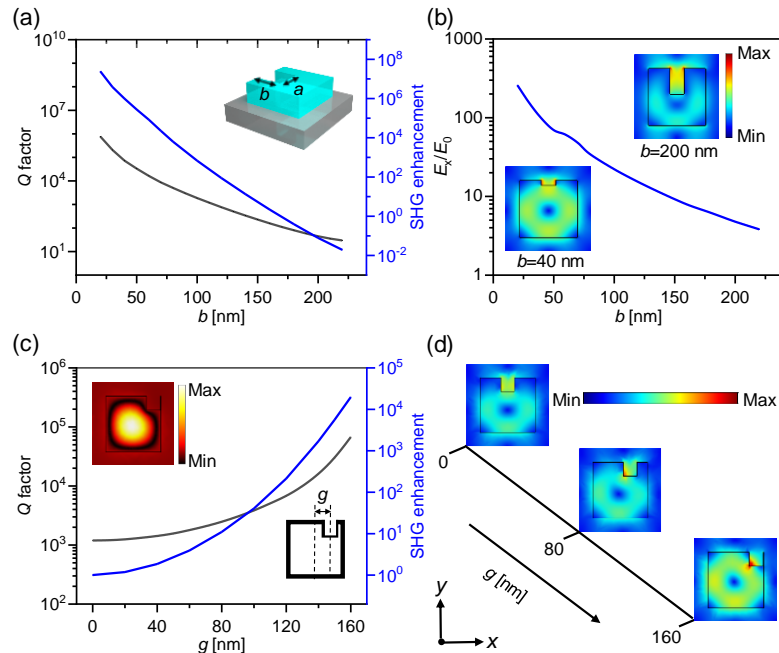 (a)
10^10
10^7
10^4
10^1
Q factor
10^8
10^6
10^4
10^2
10^0
10^-2
SHG enhancement
b
a
0 50 100 150 200
b [nm]
(b)
1000
100
10
1
E_x/E_0
Max
Min
b=200 nm
b=40 nm
0 50 100 150 200
b [nm]
(c)
10^6
10^5
10^4
10^3
10^2
Q factor
Max
Min
g
10^5
10^4
10^3
10^2
10^1
10^0
SHG enhancement
0 40 80 120 160
g [nm]
(d)
Min Max
0
80
160
g [nm]
y
x